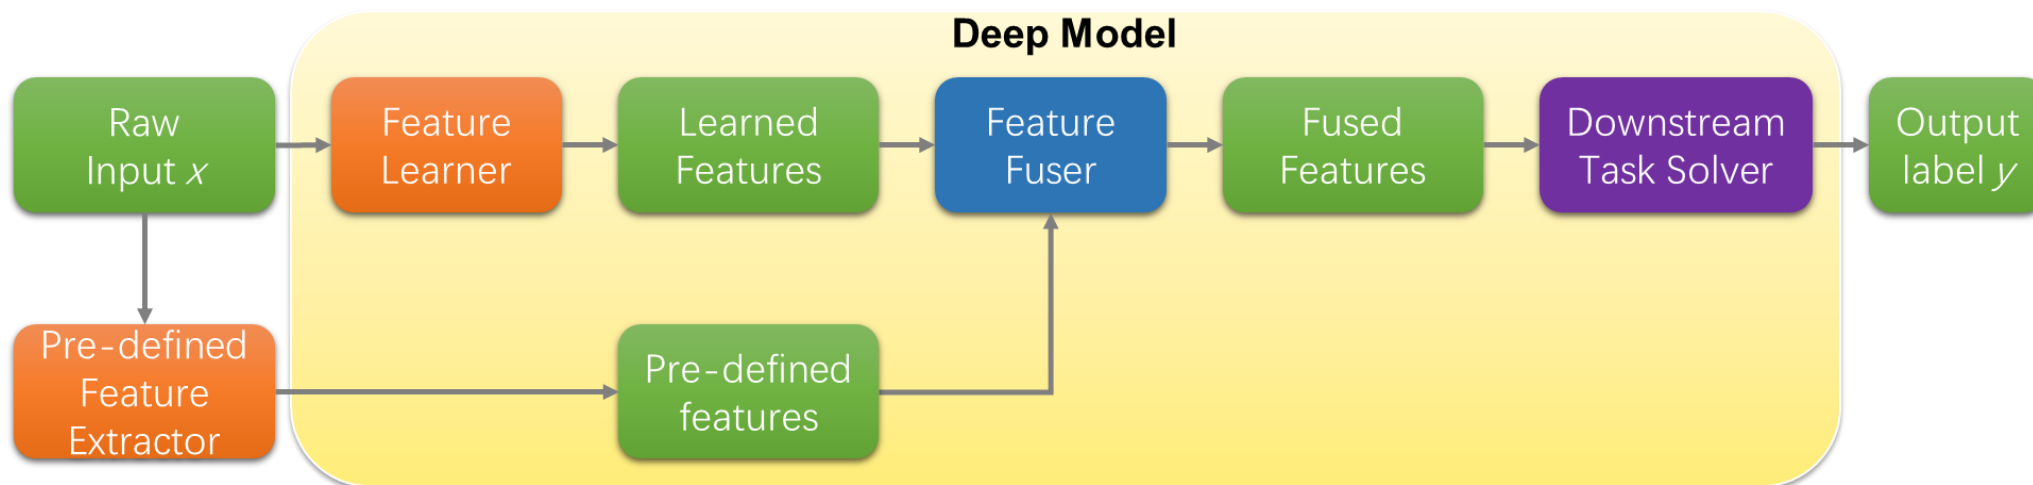 Deep Model
Raw
Input x
Feature
Learner
Learned
Features
Feature
Fuser
Fused
Features
Downstream
Task Solver
Output
label y
Pre-defined
Feature
Extractor
Pre-defined
features